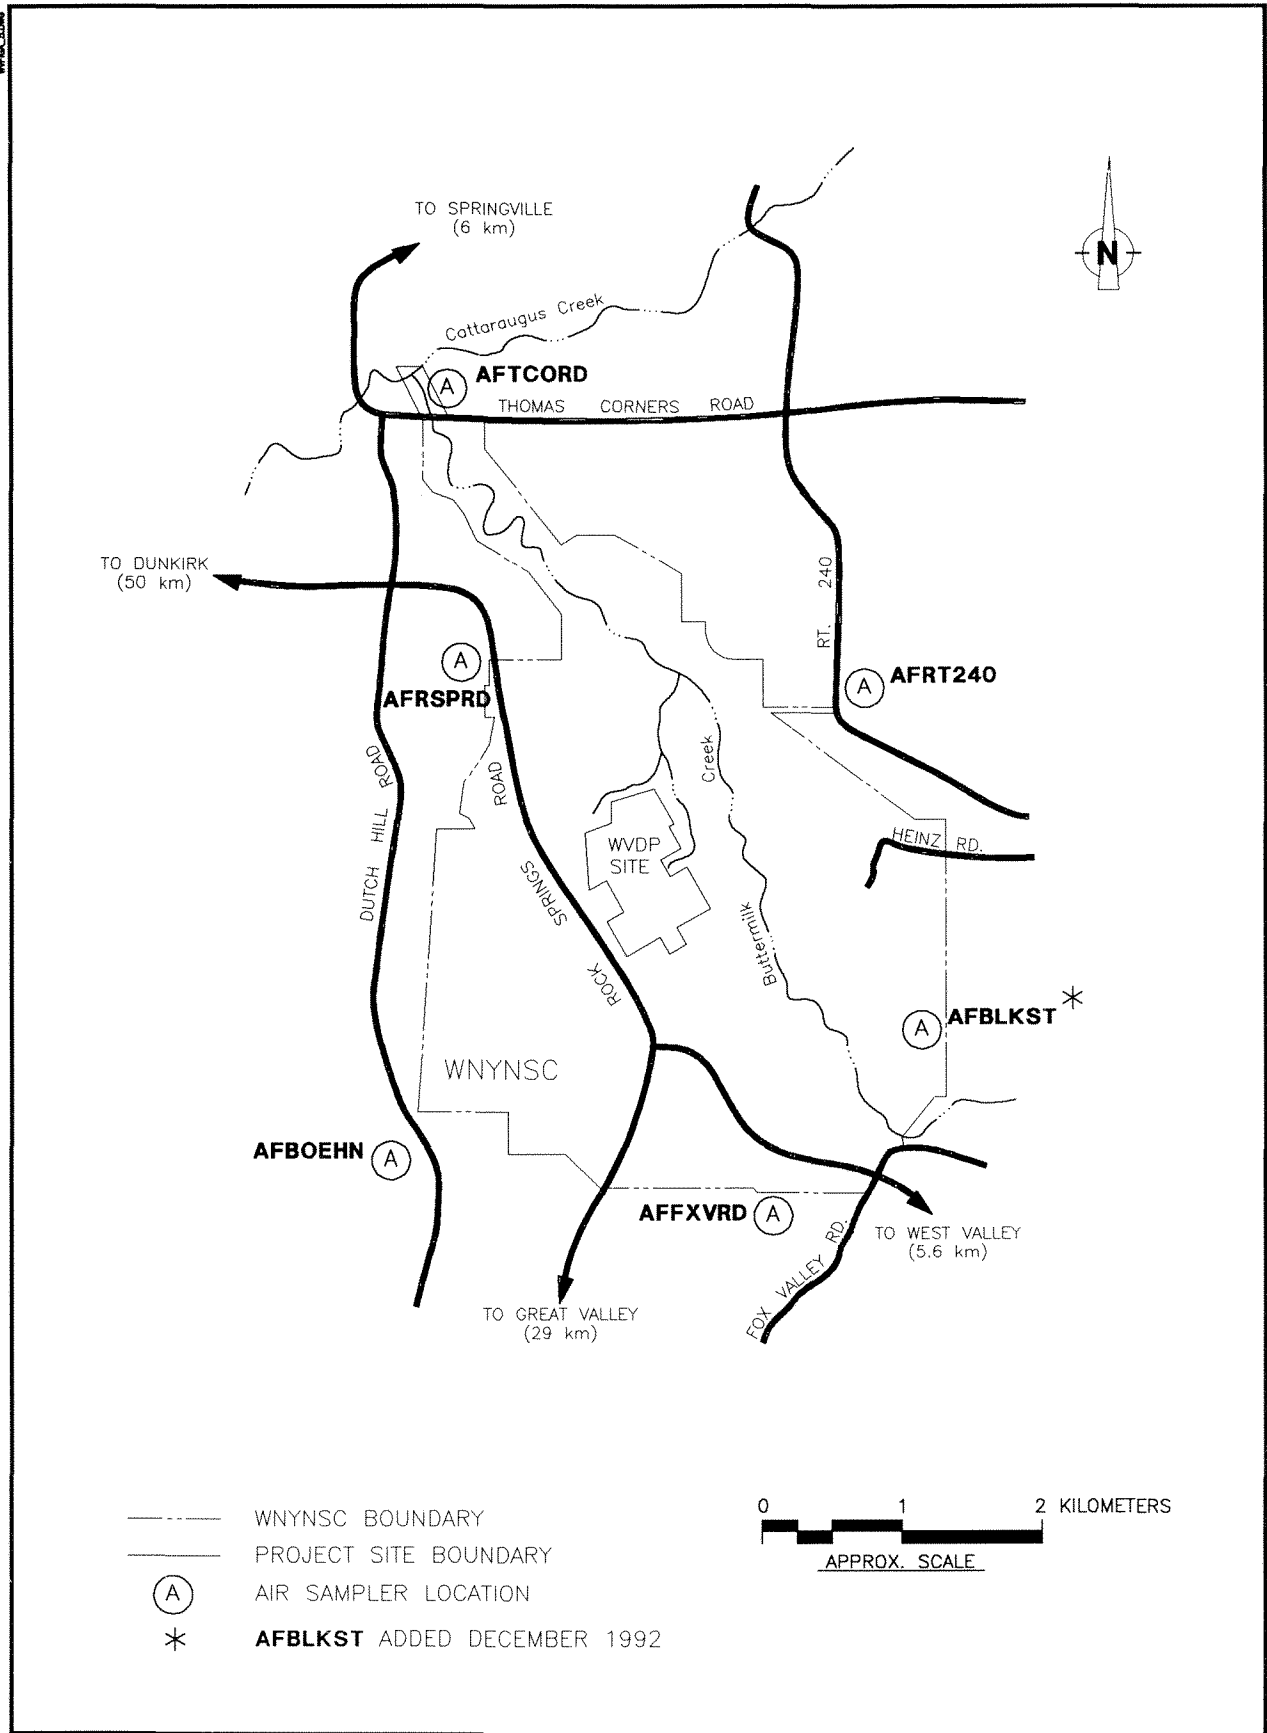 TO SPRINGVILLE
(6 km)
N
Cattaraugus Creek
A
AFTCORD
THOMAS CORNERS ROAD
TO DUNKIRK
(50 km)
RT. 240
A
AFRSPRD
A
AFRT240
DUTCH HILL ROAD
ROCK SPRINGS ROAD
Buttermilk Creek
WVDP
SITE
HEINZ RD.
A
AFBLKST *
WNYNSC
AFBOEHN
A
AFFXVRD
A
FOX VALLEY RD.
TO WEST VALLEY
(5.6 km)
TO GREAT VALLEY
(29 km)
WNYNSC BOUNDARY
PROJECT SITE BOUNDARY
A AIR SAMPLER LOCATION
* AFBLKST ADDED DECEMBER 1992
0 1 2 KILOMETERS
APPROX. SCALE